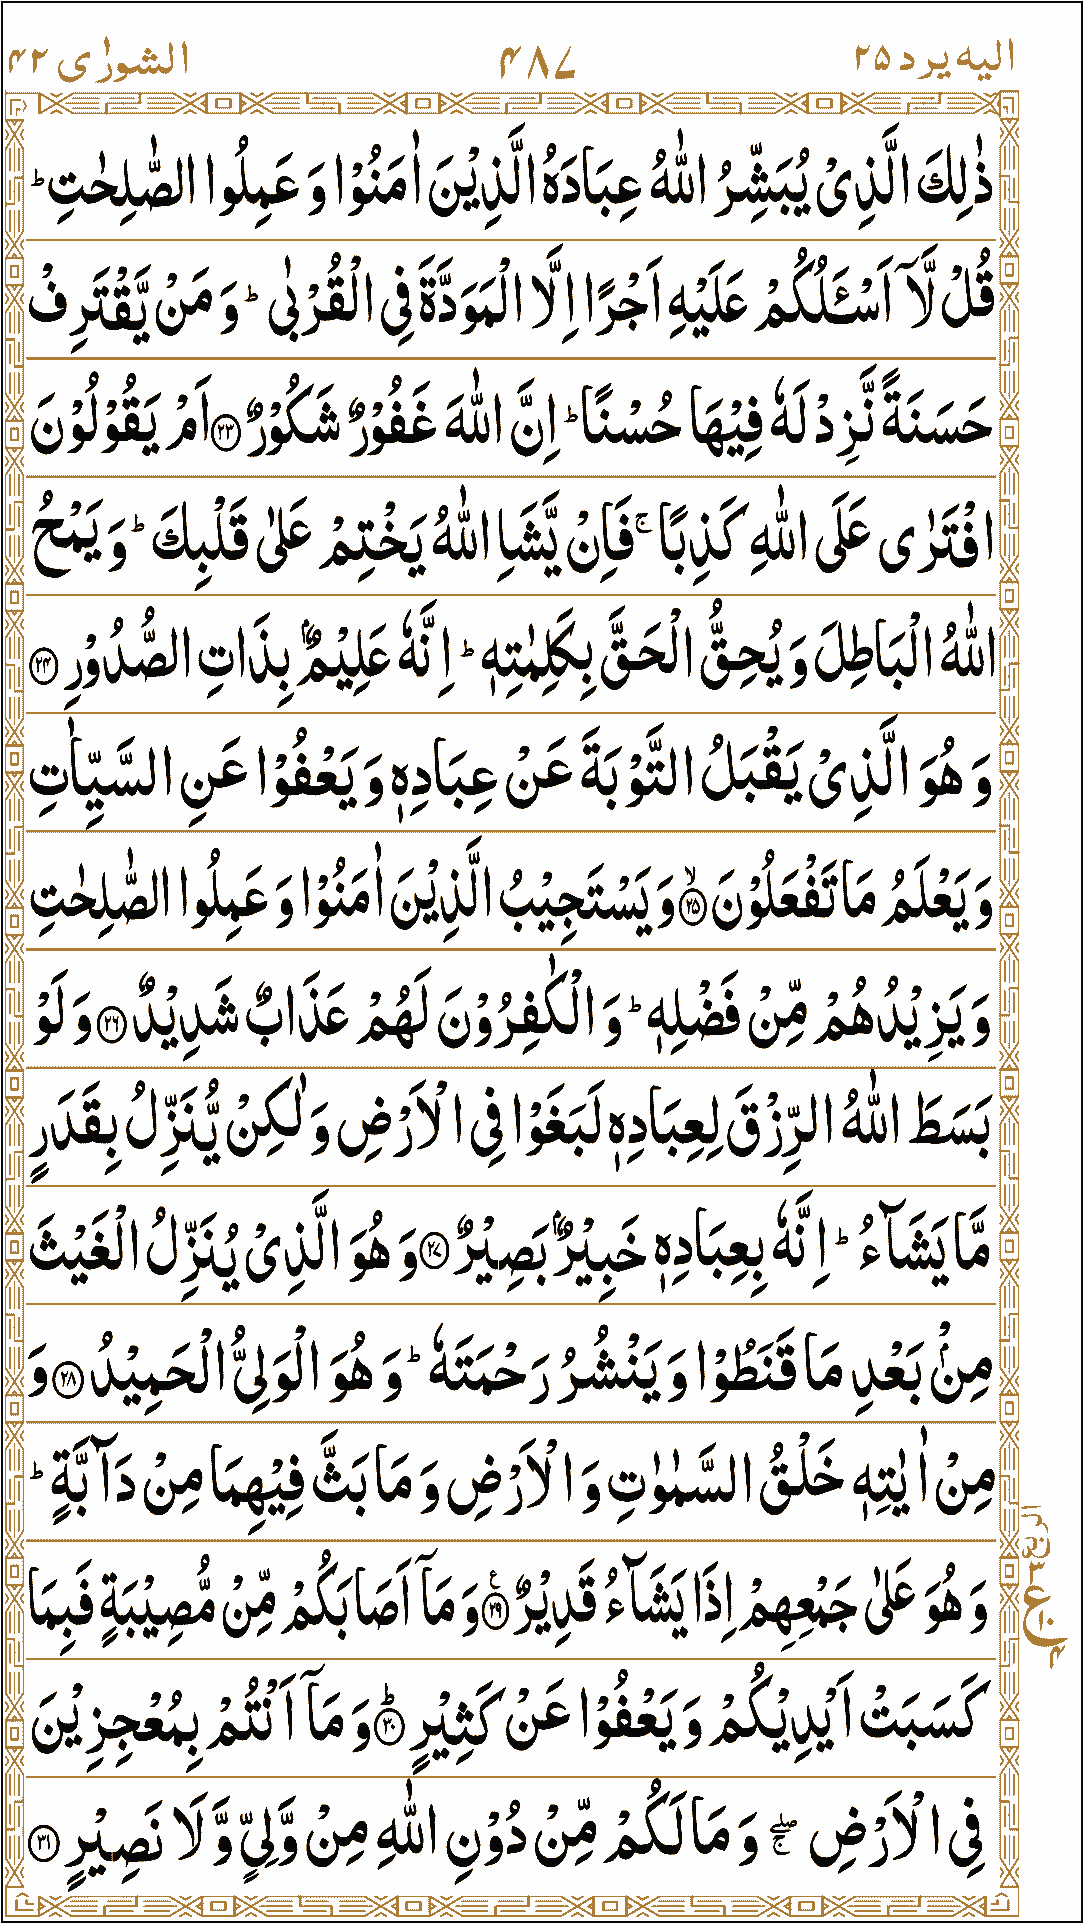 الیه یرد ۲۵
۴۸۷
الشورٰی ۴۲
ذٰلِكَ الَّذِیْ یُبَشِّرُ اللّٰهُ عِبَادَهُ الَّذِیْنَ اٰمَنُوْا وَ عَمِلُوا الصّٰلِحٰتِ ؕ
قُلْ لَّاۤ اَسْـَٔلُكُمْ عَلَیْهِ اَجْرًا اِلَّا الْمَوَدَّةَ فِی الْقُرْبٰی ؕ وَ مَنْ یَّقْتَرِفْ
حَسَنَةً نَّزِدْ لَهٗ فِیْهَا حُسْنًا ؕ اِنَّ اللّٰهَ غَفُوْرٌ شَكُوْرٌ ۝۲۳ اَمْ یَقُوْلُوْنَ
افْتَرٰی عَلَی اللّٰهِ كَذِبًا ۚ فَاِنْ یَّشَاِ اللّٰهُ یَخْتِمْ عَلٰی قَلْبِكَ ؕ وَ یَمْحُ
اللّٰهُ الْبَاطِلَ وَ یُحِقُّ الْحَقَّ بِكَلِمٰتِهٖ ؕ اِنَّهٗ عَلِیْمٌۢ بِذَاتِ الصُّدُوْرِ ۝۲۴
وَ هُوَ الَّذِیْ یَقْبَلُ التَّوْبَةَ عَنْ عِبَادِهٖ وَ یَعْفُوْا عَنِ السَّیِّاٰتِ
وَ یَعْلَمُ مَا تَفْعَلُوْنَ ۝۲۵ۙ وَ یَسْتَجِیْبُ الَّذِیْنَ اٰمَنُوْا وَ عَمِلُوا الصّٰلِحٰتِ
وَ یَزِیْدُهُمْ مِّنْ فَضْلِهٖ ؕ وَ الْكٰفِرُوْنَ لَهُمْ عَذَابٌ شَدِیْدٌ ۝۲۶ وَ لَوْ
بَسَطَ اللّٰهُ الرِّزْقَ لِعِبَادِهٖ لَبَغَوْا فِی الْاَرْضِ وَ لٰكِنْ یُّنَزِّلُ بِقَدَرٍ
مَّا یَشَآءُ ؕ اِنَّهٗ بِعِبَادِهٖ خَبِیْرٌۢ بَصِیْرٌ ۝۲۷ وَ هُوَ الَّذِیْ یُنَزِّلُ الْغَیْثَ
مِنْۢ بَعْدِ مَا قَنَطُوْا وَ یَنْشُرُ رَحْمَتَهٗ ؕ وَ هُوَ الْوَلِیُّ الْحَمِیْدُ ۝۲۸ وَ
مِنْ اٰیٰتِهٖ خَلْقُ السَّمٰوٰتِ وَ الْاَرْضِ وَ مَا بَثَّ فِیْهِمَا مِنْ دَآبَّةٍ ؕ
وَ هُوَ عَلٰی جَمْعِهِمْ اِذَا یَشَآءُ قَدِیْرٌ ۝۲۹ع وَ مَاۤ اَصَابَكُمْ مِّنْ مُّصِیْبَةٍ فَبِمَا
كَسَبَتْ اَیْدِیْكُمْ وَ یَعْفُوْا عَنْ كَثِیْرٍ ۝۳۰ؕ وَ مَاۤ اَنْتُمْ بِمُعْجِزِیْنَ
فِی الْاَرْضِ ۖۚ وَ مَا لَكُمْ مِّنْ دُوْنِ اللّٰهِ مِنْ وَّلِیٍّ وَّ لَا نَصِیْرٍ ۝۳۱
الربع
۳
ع
۱۰
۴